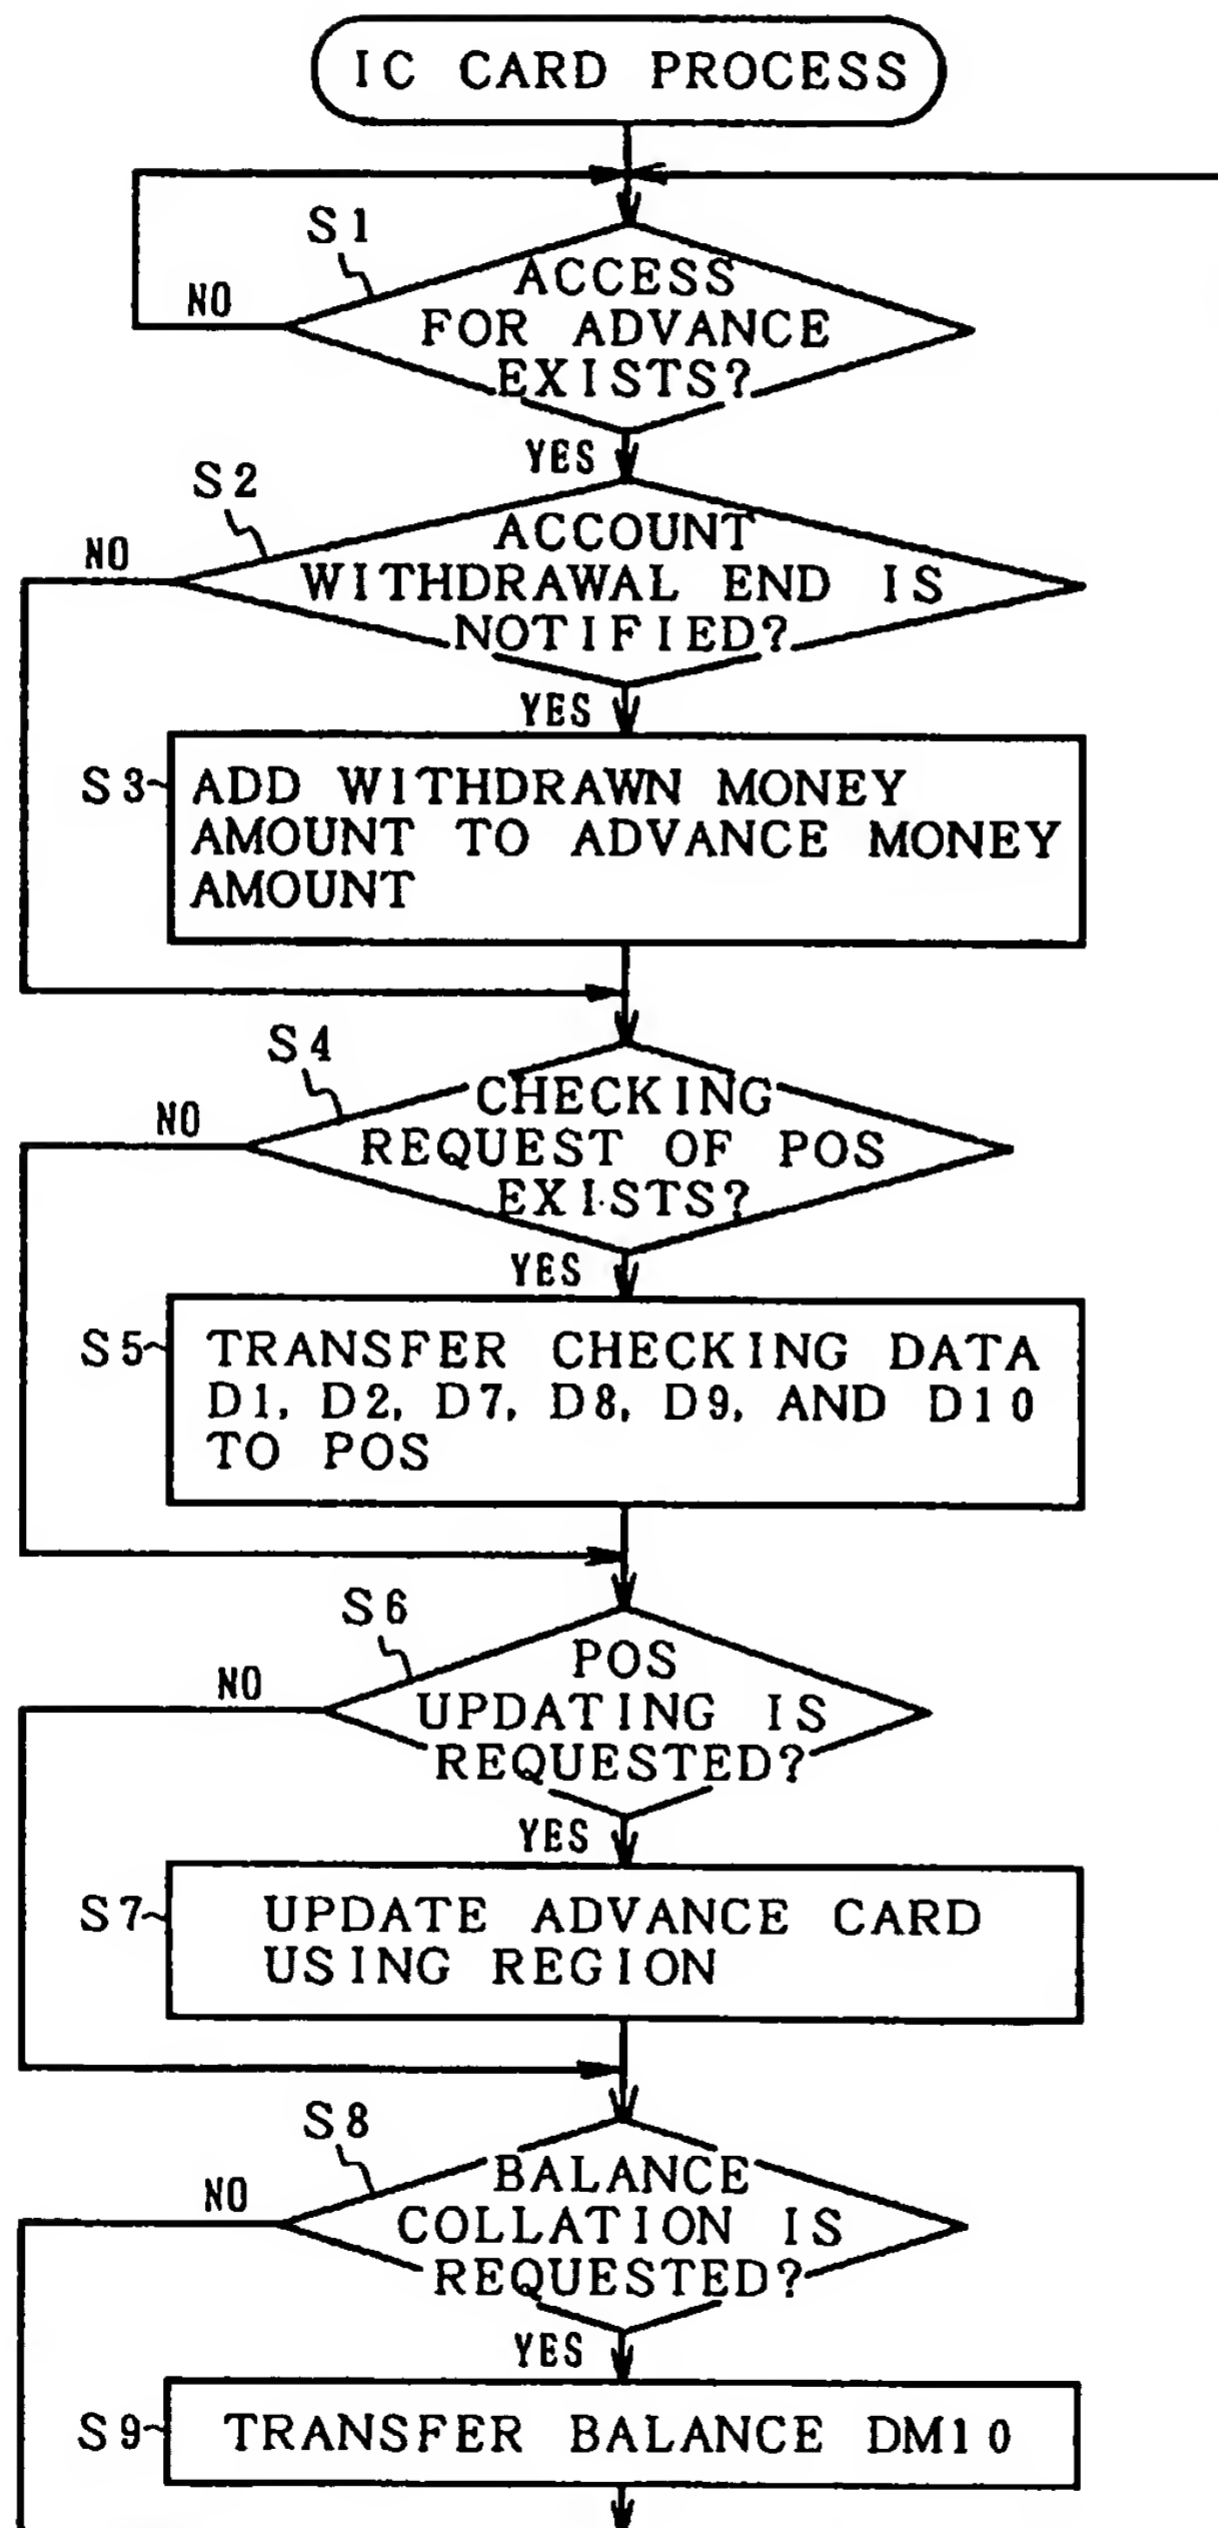 IC CARD PROCESS
S1
ACCESS
FOR ADVANCE
EXISTS?
NO
YES
S2
ACCOUNT
WITHDRAWAL END IS
NOTIFIED?
NO
YES
S3
ADD WITHDRAWN MONEY
AMOUNT TO ADVANCE MONEY
AMOUNT
S4
CHECKING
REQUEST OF POS
EXISTS?
NO
YES
S5
TRANSFER CHECKING DATA
D1, D2, D7, D8, D9, AND D10
TO POS
S6
POS
UPDATING IS
REQUESTED?
NO
YES
S7
UPDATE ADVANCE CARD
USING REGION
S8
BALANCE
COLLATION IS
REQUESTED?
NO
YES
S9
TRANSFER BALANCE DM10